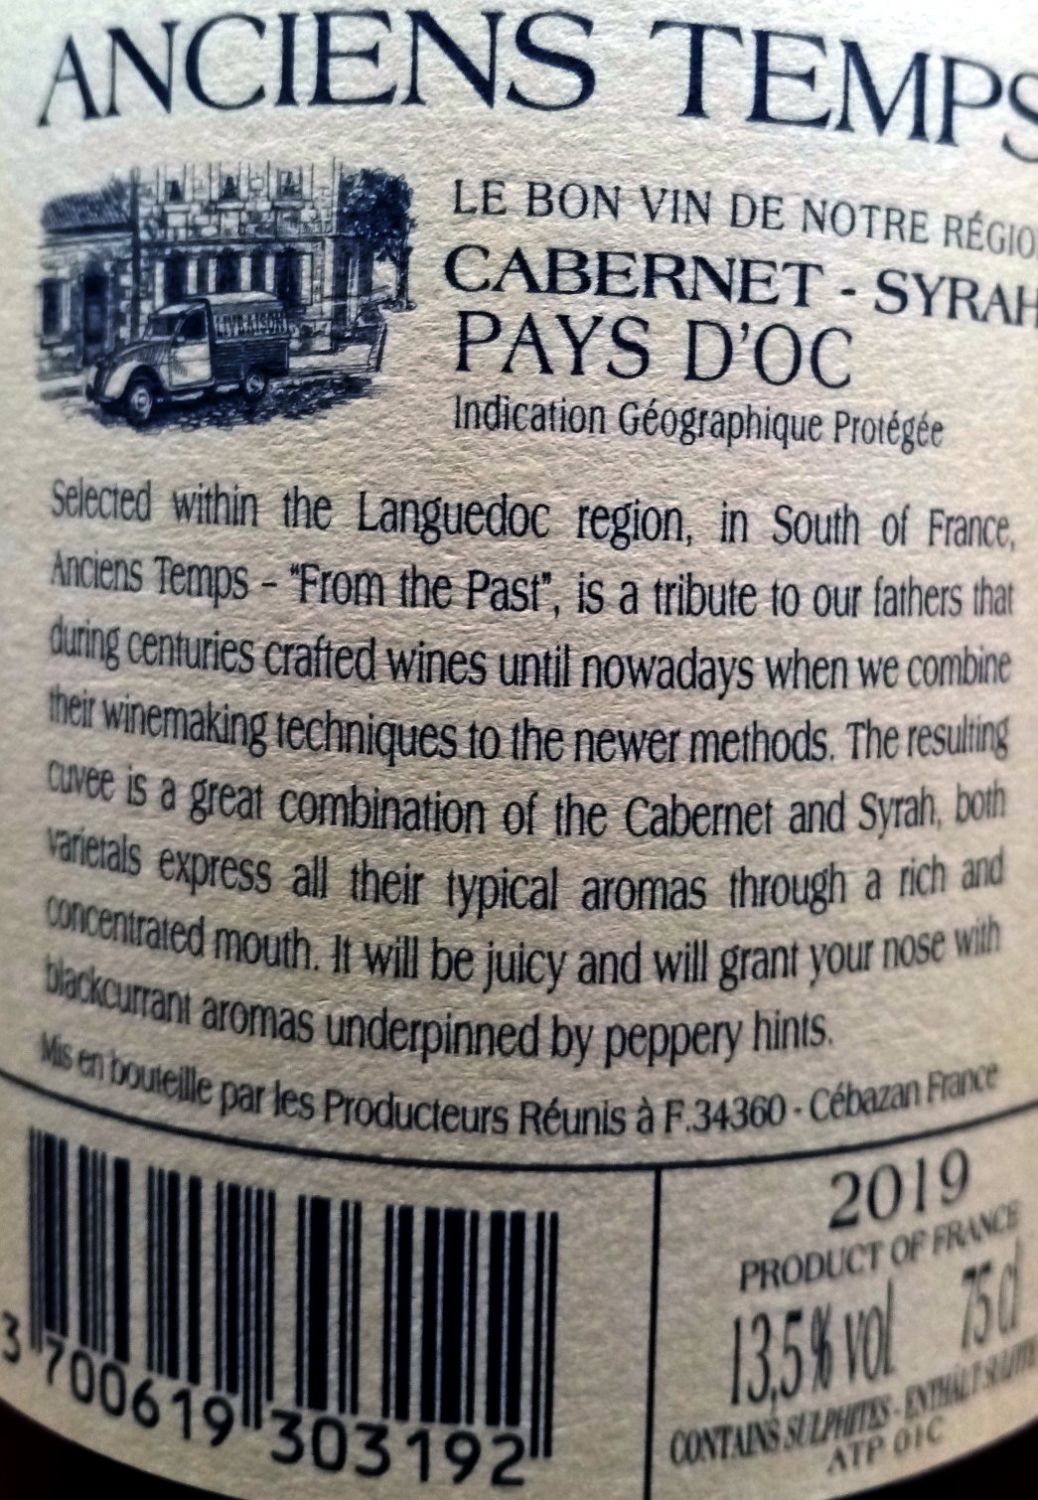 ANCIENS TEMPS
LIVRAISON
LE BON VIN DE NOTRE RÉGIO
CABERNET - SYRAH
PAYS D'OC
Indication Géographique Protégée
Selected within the Languedoc region, in South of France,
Anciens Temps – "From the Past", is a tribute to our fathers that
during centuries crafted wines until nowadays when we combine
their winemaking techniques to the newer methods. The resulting
cuvee is a great combination of the Cabernet and Syrah, both
varietals express all their typical aromas through a rich and
concentrated mouth. It will be juicy and will grant your nose with
blackcurrant aromas underpinned by peppery hints.
Mis en bouteille par les Producteurs Réunis à F.34360 - Cébazan France
3 700619 303192
2019
PRODUCT OF FRANCE
13,5% vol 75 cl
CONTAINS SULPHITES - ENTHÄLT
ATP 01C